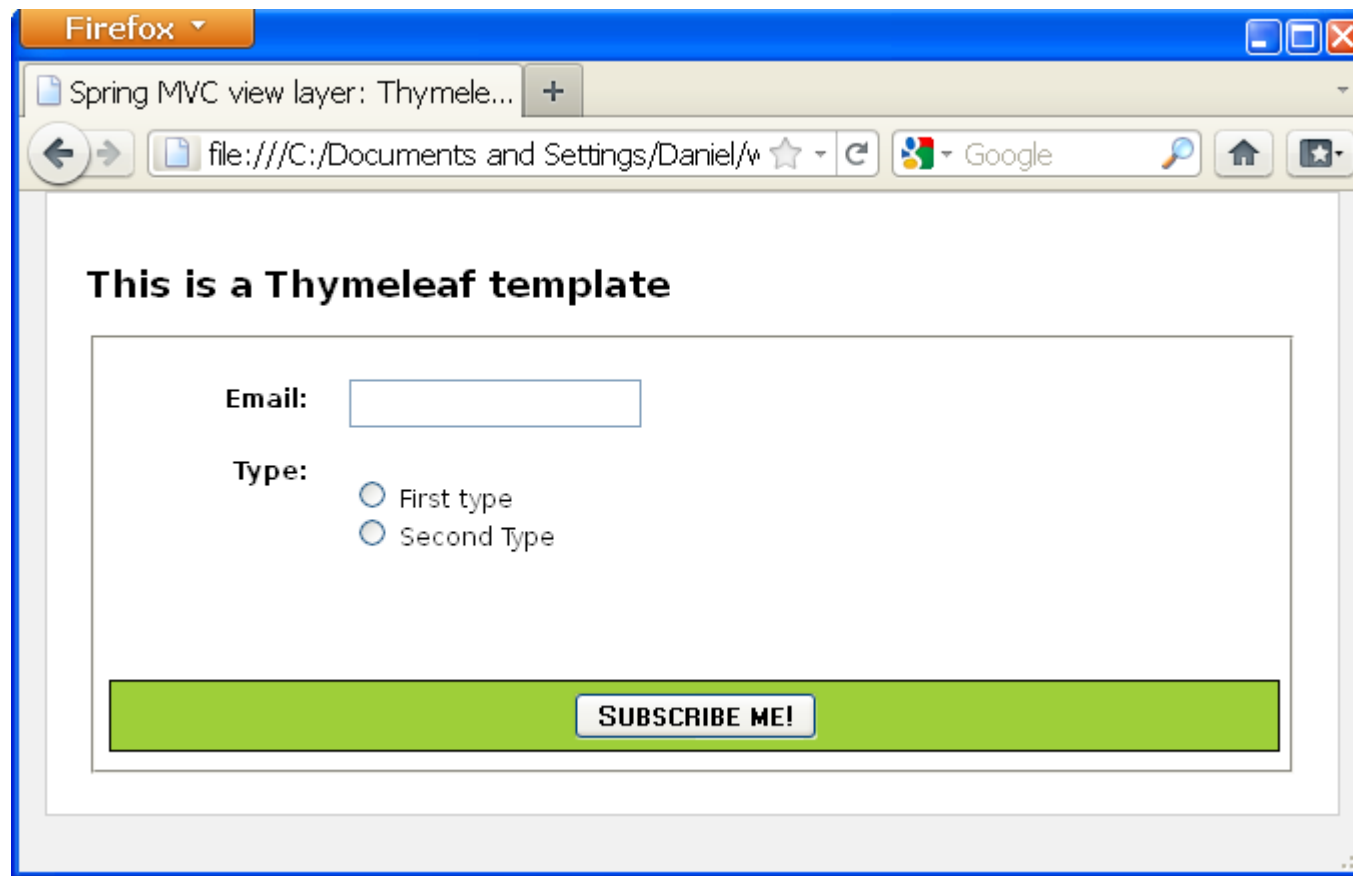 Firefox
Spring MVC view layer: Thymele...
file:///C:/Documents and Settings/Daniel/w
Google
This is a Thymeleaf template
Email:
Type:
First type
Second Type
SUBSCRIBE ME!